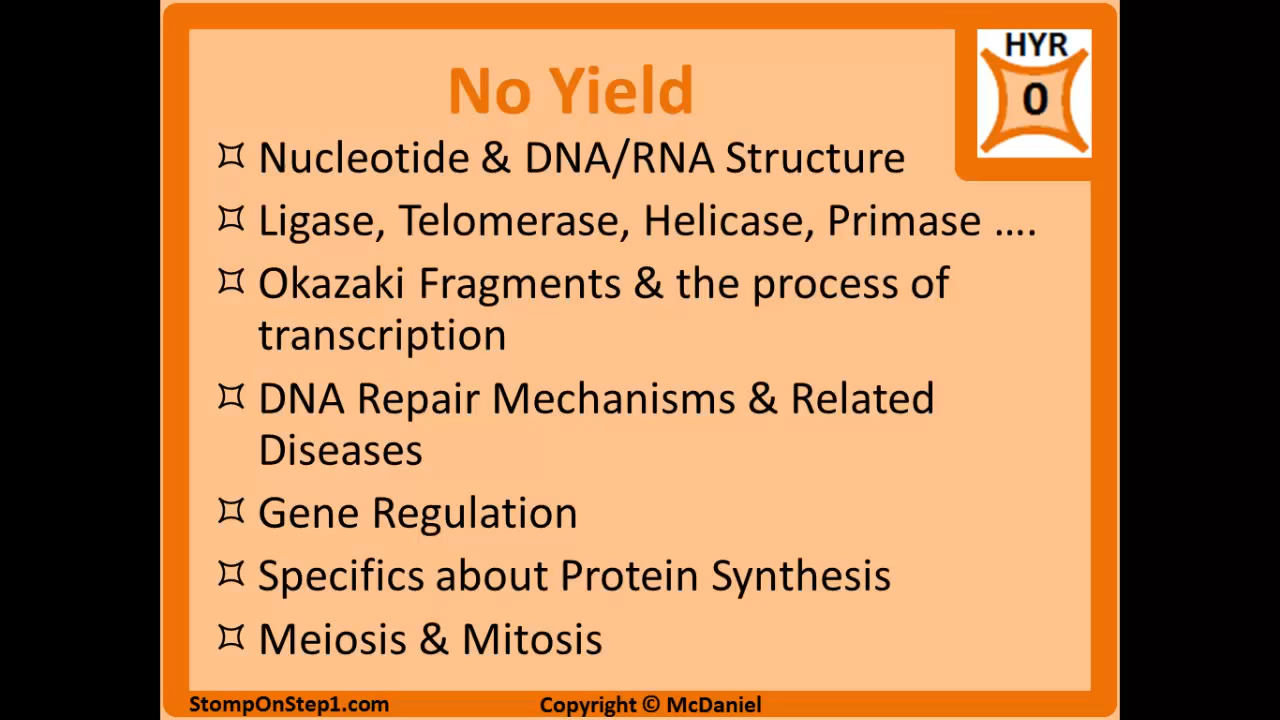 HYR
0
No Yield
Nucleotide & DNA/RNA Structure
Ligase, Telomerase, Helicase, Primase ....
Okazaki Fragments & the process of
transcription
DNA Repair Mechanisms & Related
Diseases
Gene Regulation
Specifics about Protein Synthesis
Meiosis & Mitosis
StompOnStep1.com
Copyright © McDaniel